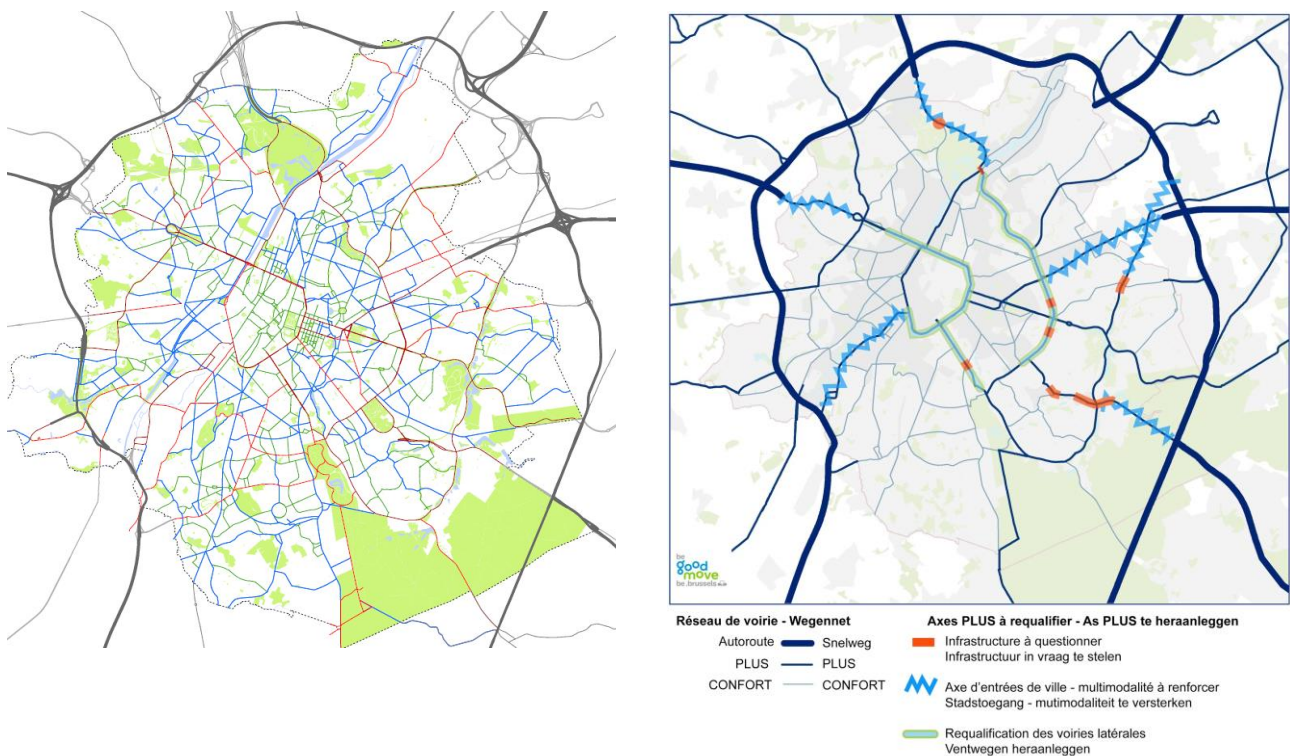 be
good
move
be.brussels
Réseau de voirie - Wegennet
Autoroute Snelweg
PLUS PLUS
CONFORT CONFORT
Axes PLUS à requalifier - As PLUS te heraanleggen
Infrastructure à questionner
Infrastructuur in vraag te stelen
Axe d'entrées de ville - multimodalité à renforcer
Stadstoegang - mutimodaliteit te versterken
Requalification des voiries latérales
Ventwegen heraanleggen